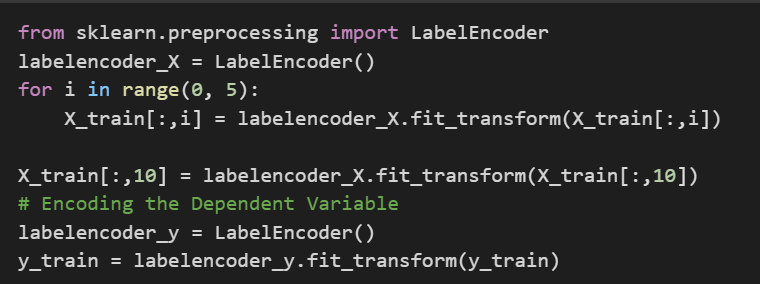 from sklearn.preprocessing import LabelEncoder
labelencoder_X = LabelEncoder()
for i in range(0, 5):
    X_train[:,i] = labelencoder_X.fit_transform(X_train[:,i])

X_train[:,10] = labelencoder_X.fit_transform(X_train[:,10])
# Encoding the Dependent Variable
labelencoder_y = LabelEncoder()
y_train = labelencoder_y.fit_transform(y_train)